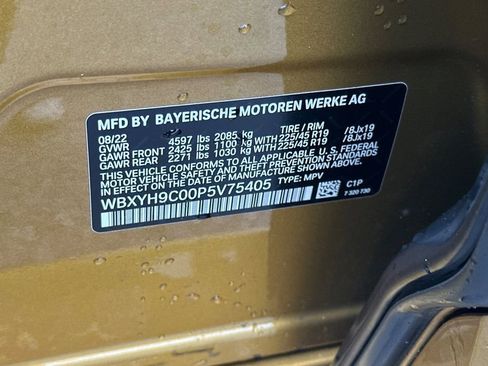 MFD BY BAYERISCHE MOTOREN WERKE AG
08/22 TIRE / RIM
GVWR 4597 lbs 2085 kg
GAWR FRONT 2425 lbs 1100 kg WITH 225/45 R19 /8Jx19
GAWR REAR 2271 lbs 1030 kg WITH 225/45 R19 /8Jx19
THIS VEHICLE CONFORMS TO ALL APPLICABLE U.S. FEDERAL
MOTOR VEHICLE SAFETY, BUMPER, AND THEFT PREVENTION
STANDARDS IN EFFECT ON THE DATE OF MANUFACTURE SHOWN ABOVE.
WBXYH9C00P5V75405 TYPE: MPV
C1P
7 320 730